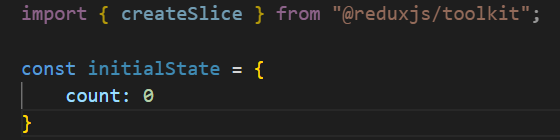 import { createSlice } from "@reduxjs/toolkit";
const initialState = {
    count: 0
}